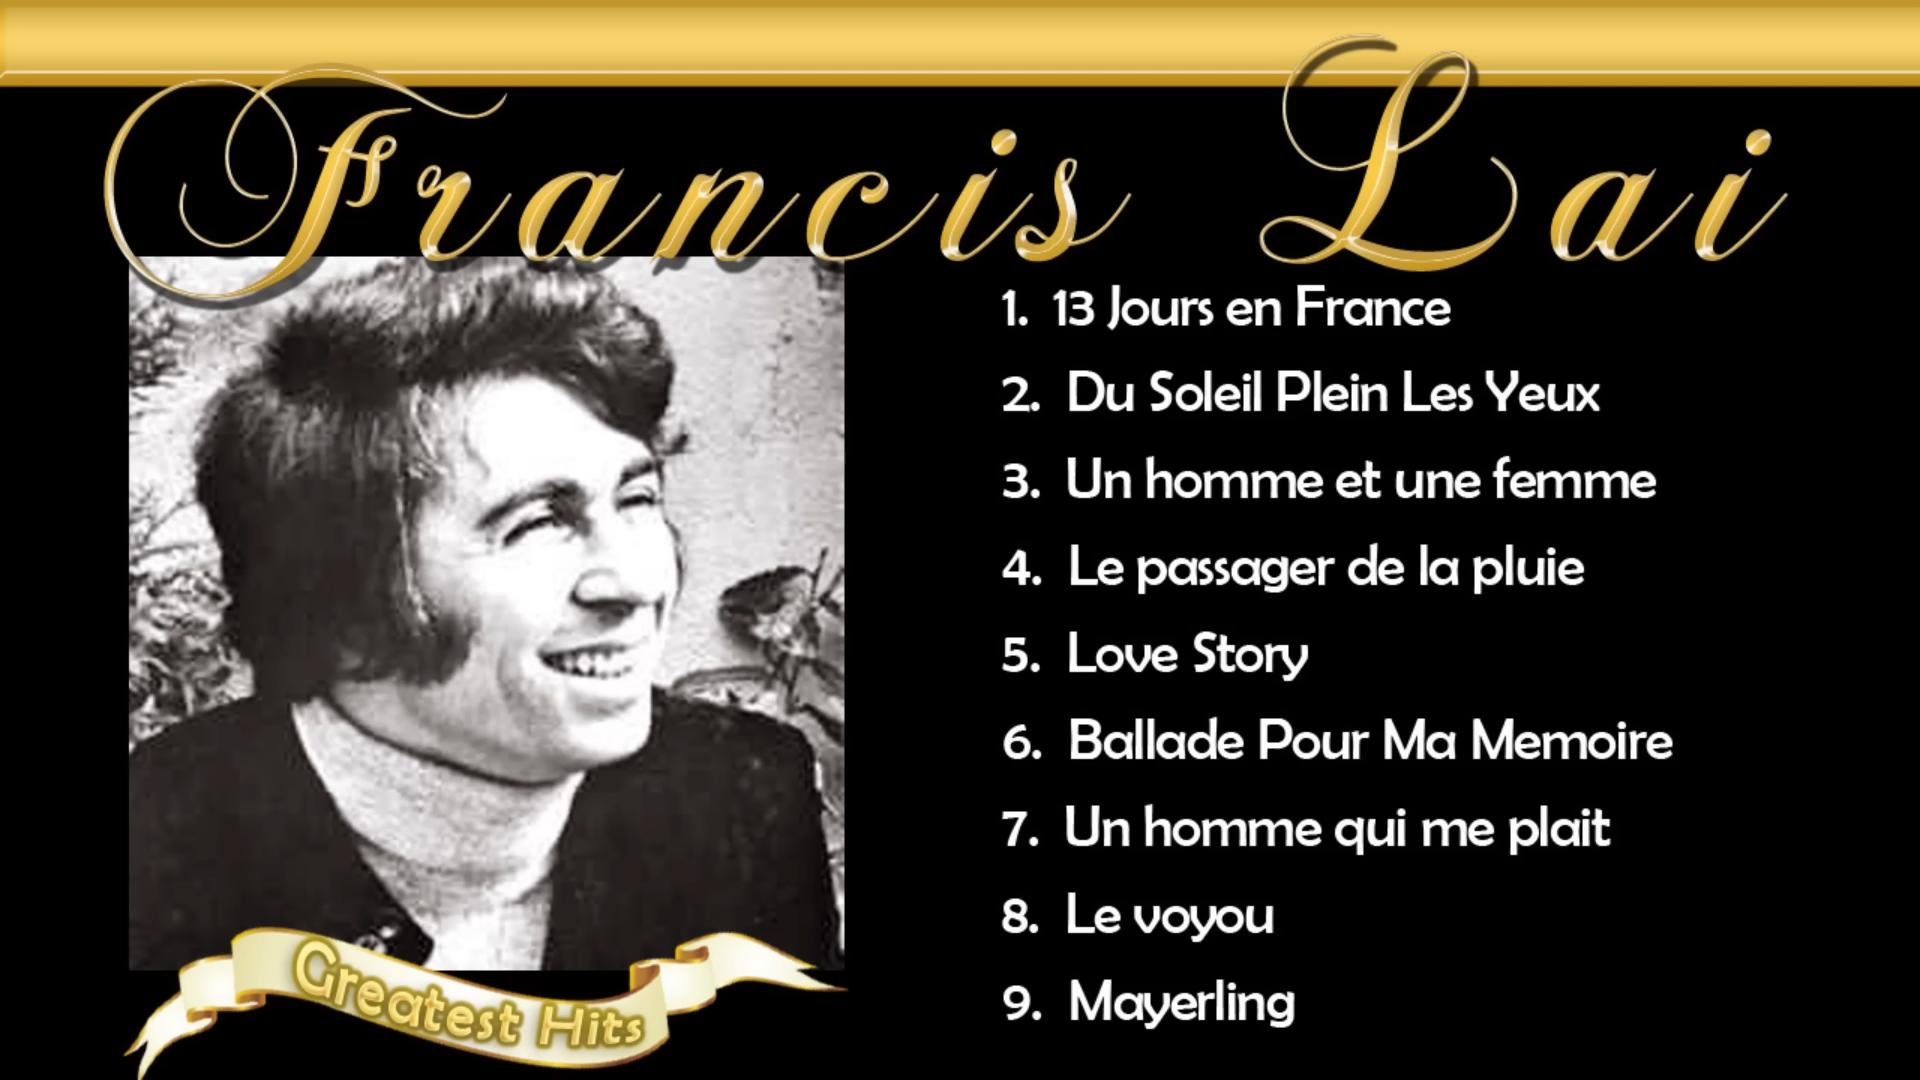 Francis Lai
1. 13 Jours en France
2. Du Soleil Plein Les Yeux
3. Un homme et une femme
4. Le passager de la pluie
5. Love Story
6. Ballade Pour Ma Memoire
7. Un homme qui me plait
8. Le voyou
9. Mayerling
Greatest Hits